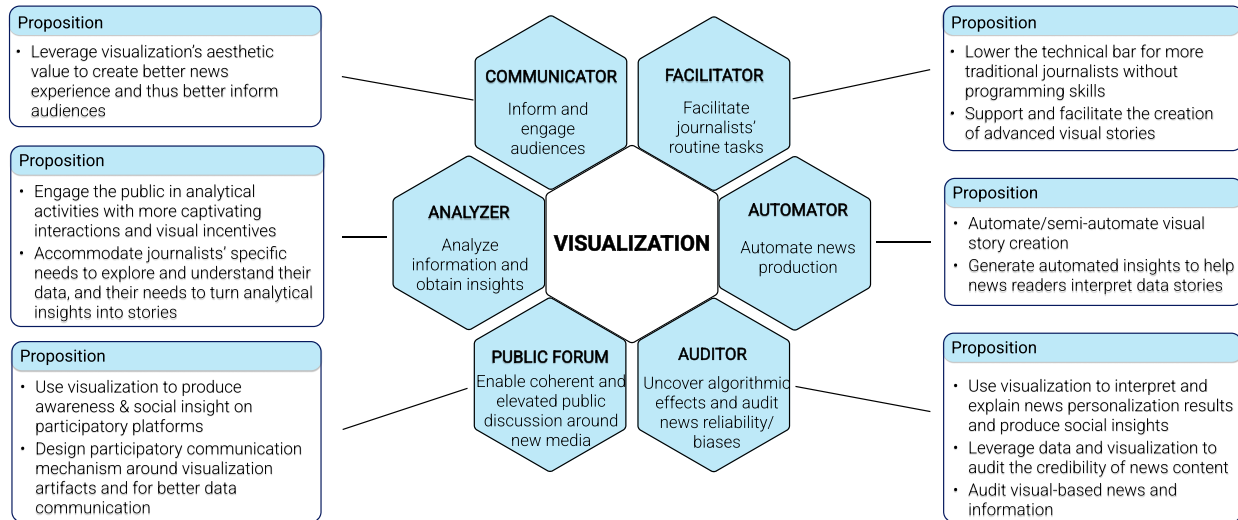 Proposition
• Leverage visualization's aesthetic
value to create better news
experience and thus better inform
audiences
Proposition
• Engage the public in analytical
activities with more captivating
interactions and visual incentives
• Accommodate journalists' specific
needs to explore and understand their
data, and their needs to turn analytical
insights into stories
Proposition
• Use visualization to produce
awareness & social insight on
participatory platforms
• Design participatory communication
mechanism around visualization
artifacts and for better data
communication
COMMUNICATOR
Inform and
engage
audiences
FACILITATOR
Facilitate
journalists'
routine tasks
ANALYZER
Analyze
information and
obtain insights
VISUALIZATION
AUTOMATOR
Automate news
production
PUBLIC FORUM
Enable coherent and
elevated public
discussion around
new media
AUDITOR
Uncover algorithmic
effects and audit
news reliability/
biases
Proposition
• Lower the technical bar for more
traditional journalists without
programming skills
• Support and facilitate the creation
of advanced visual stories
Proposition
• Automate/semi-automate visual
story creation
• Generate automated insights to help
news readers interpret data stories
Proposition
• Use visualization to interpret and
explain news personalization results
and produce social insights
• Leverage data and visualization to
audit the credibility of news content
• Audit visual-based news and
information